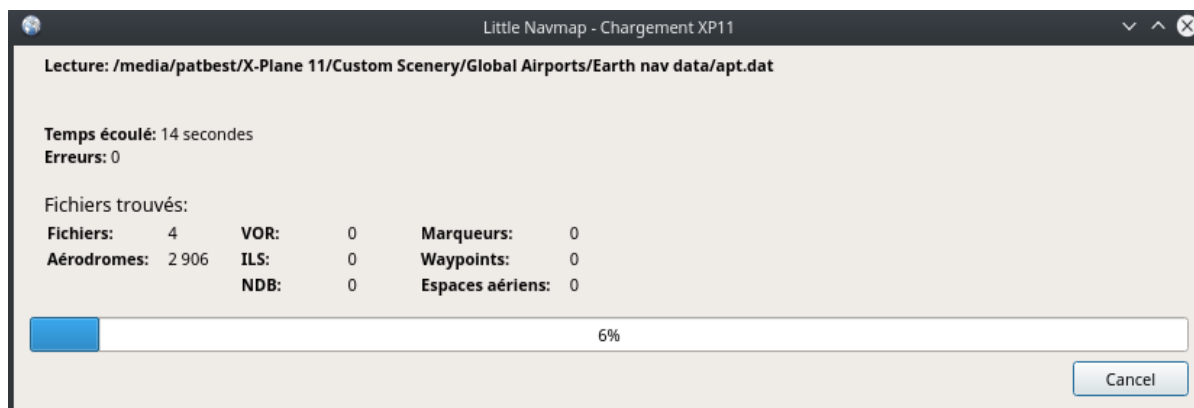 Little Navmap - Chargement XP11
Lecture: /media/patbest/X-Plane 11/Custom Scenery/Global Airports/Earth nav data/apt.dat
Temps écoulé: 14 secondes
Erreurs: 0
Fichiers trouvés:
Fichiers: 4 VOR: 0 Marqueurs: 0
Aérodromes: 2 906 ILS: 0 Waypoints: 0
NDB: 0 Espaces aériens: 0
6%
Cancel